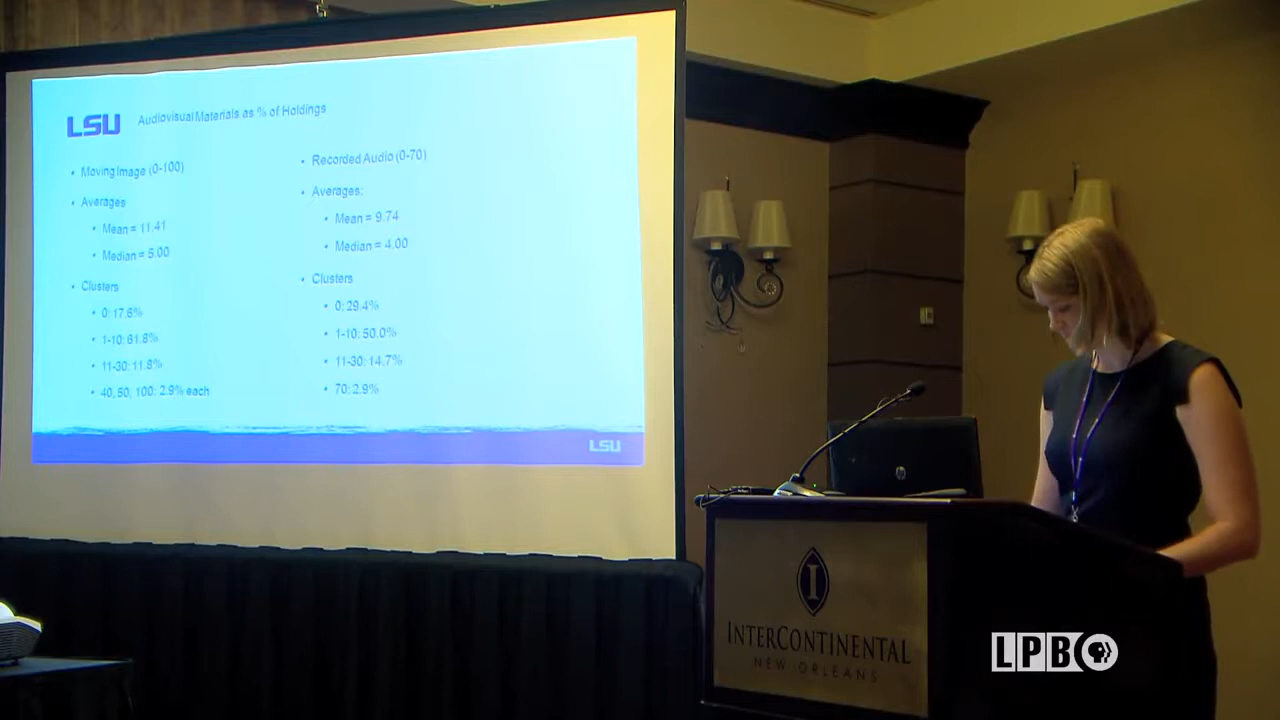 LSU
Audiovisual Materials as % of Holdings
• Moving Image (0-100)
• Averages
• Mean = 11.41
• Median = 5.00
• Clusters
• 0: 17.6%
• 1-10: 61.8%
• 11-30: 11.8%
• 40, 50, 100: 2.9% each
• Recorded Audio (0-70)
• Averages:
• Mean = 9.74
• Median = 4.00
• Clusters
• 0: 29.4%
• 1-10: 50.0%
• 11-30: 14.7%
• 70: 2.9%
LSU
hp
I
INTERCONTINENTAL
NEW ORLEANS
LPB